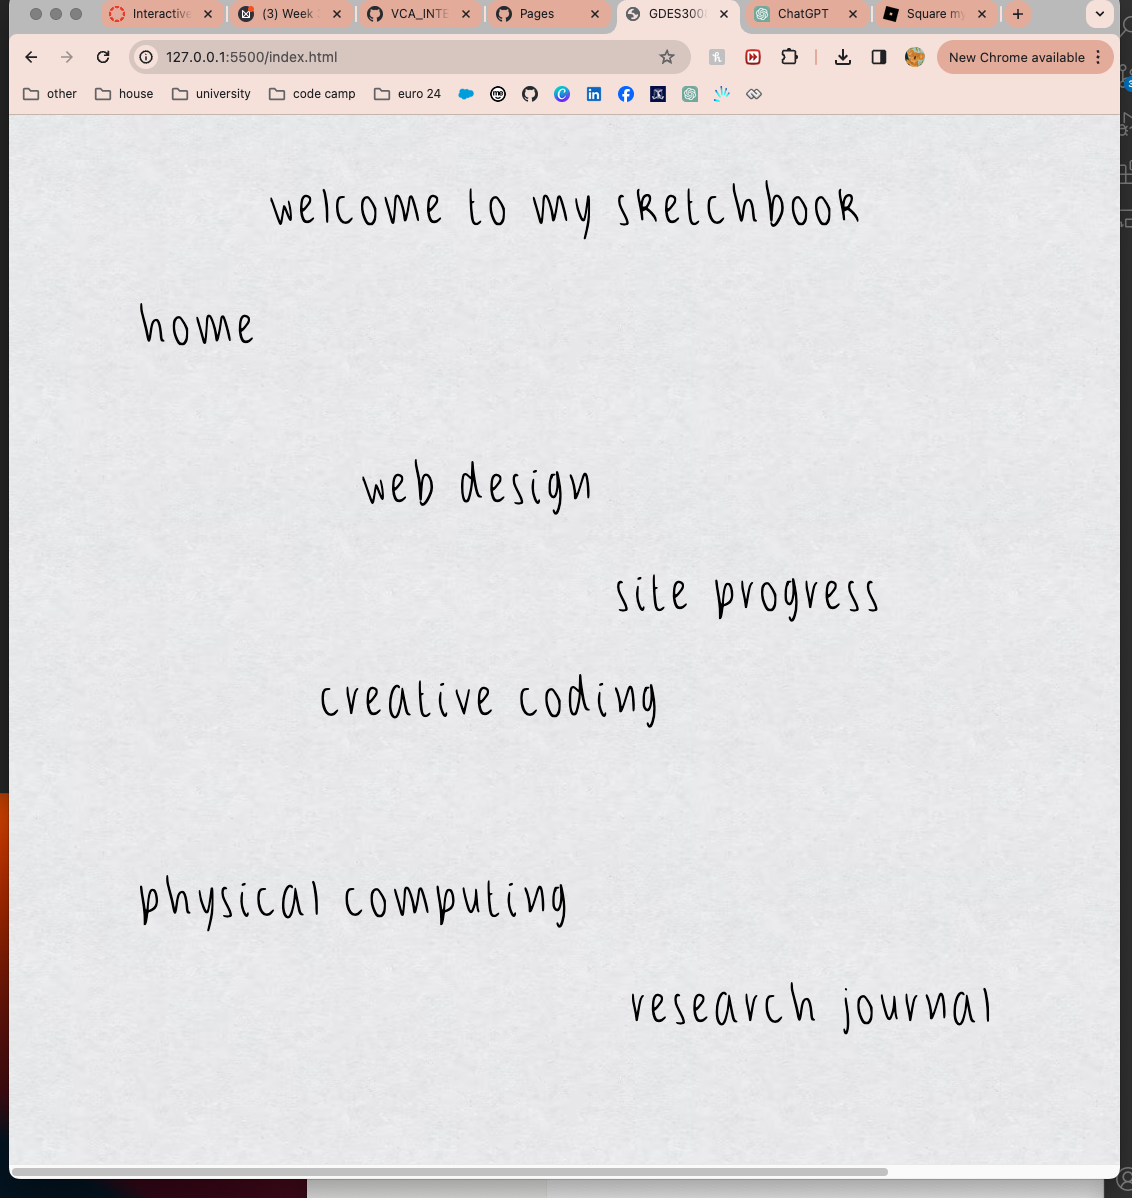 Interactive
(3) Week
VCA_INTE
Pages
GDES300
ChatGPT
Square my
127.0.0.1:5500/index.html
New Chrome available
other
house
university
code camp
euro 24
welcome to my sketchbook
home
web design
site progress
creative coding
physical computing
research journal